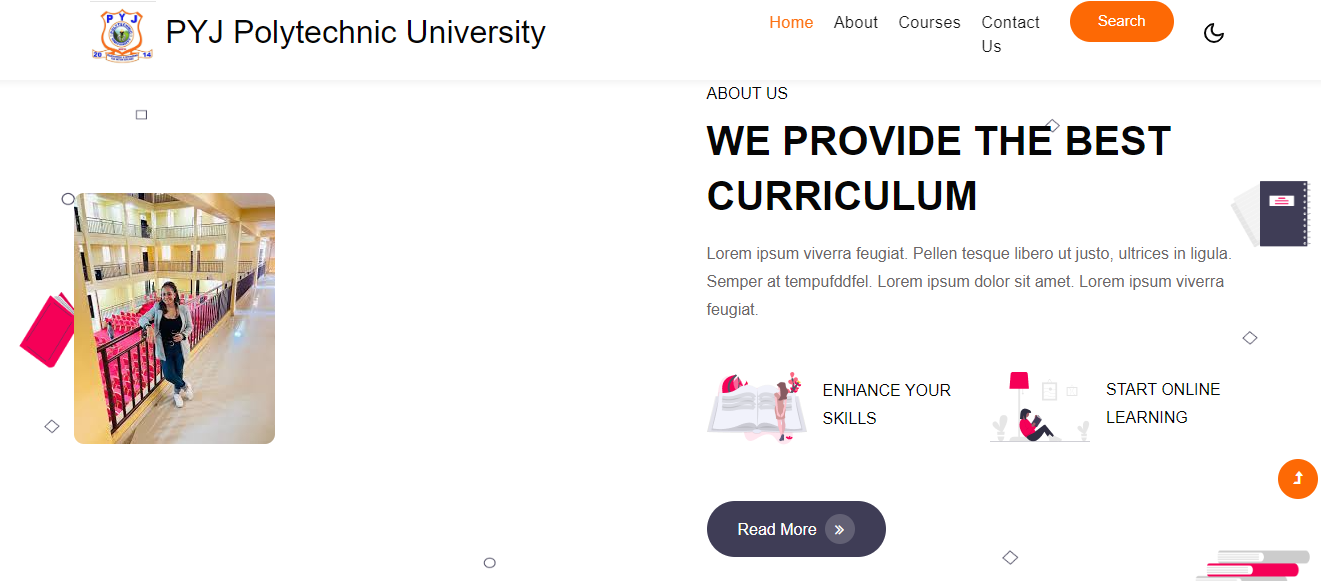 P Y J
20 14
PYJ Polytechnic University
Home
About
Courses
Contact
Us
Search
ABOUT US
WE PROVIDE THE BEST
CURRICULUM
Lorem ipsum viverra feugiat. Pellen tesque libero ut justo, ultrices in ligula.
Semper at tempufddfel. Lorem ipsum dolor sit amet. Lorem ipsum viverra
feugiat.
ENHANCE YOUR
SKILLS
START ONLINE
LEARNING
Read More